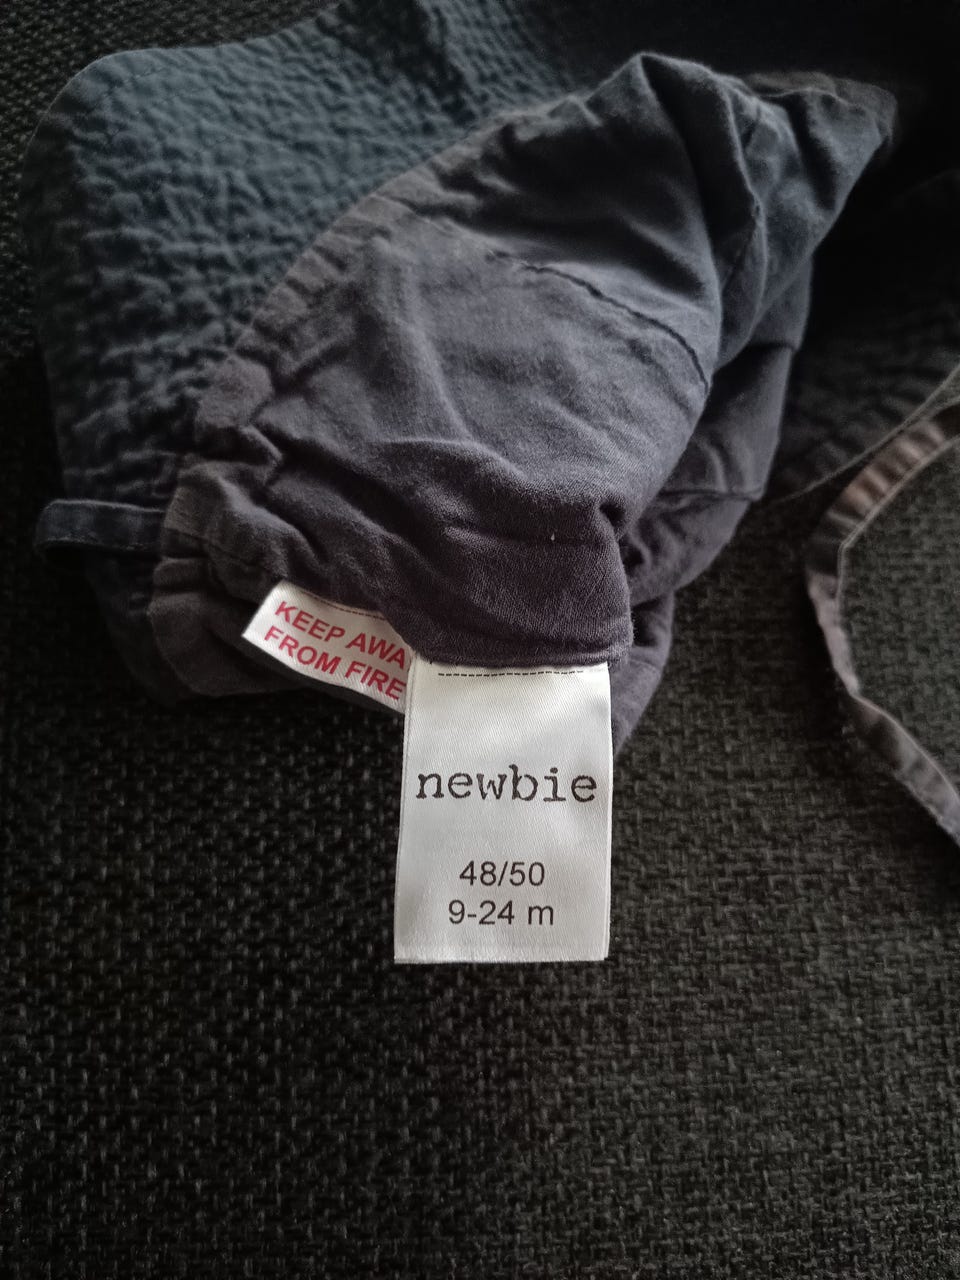 KEEP AWA
FROM FIRE
newbie
48/50
9-24 m